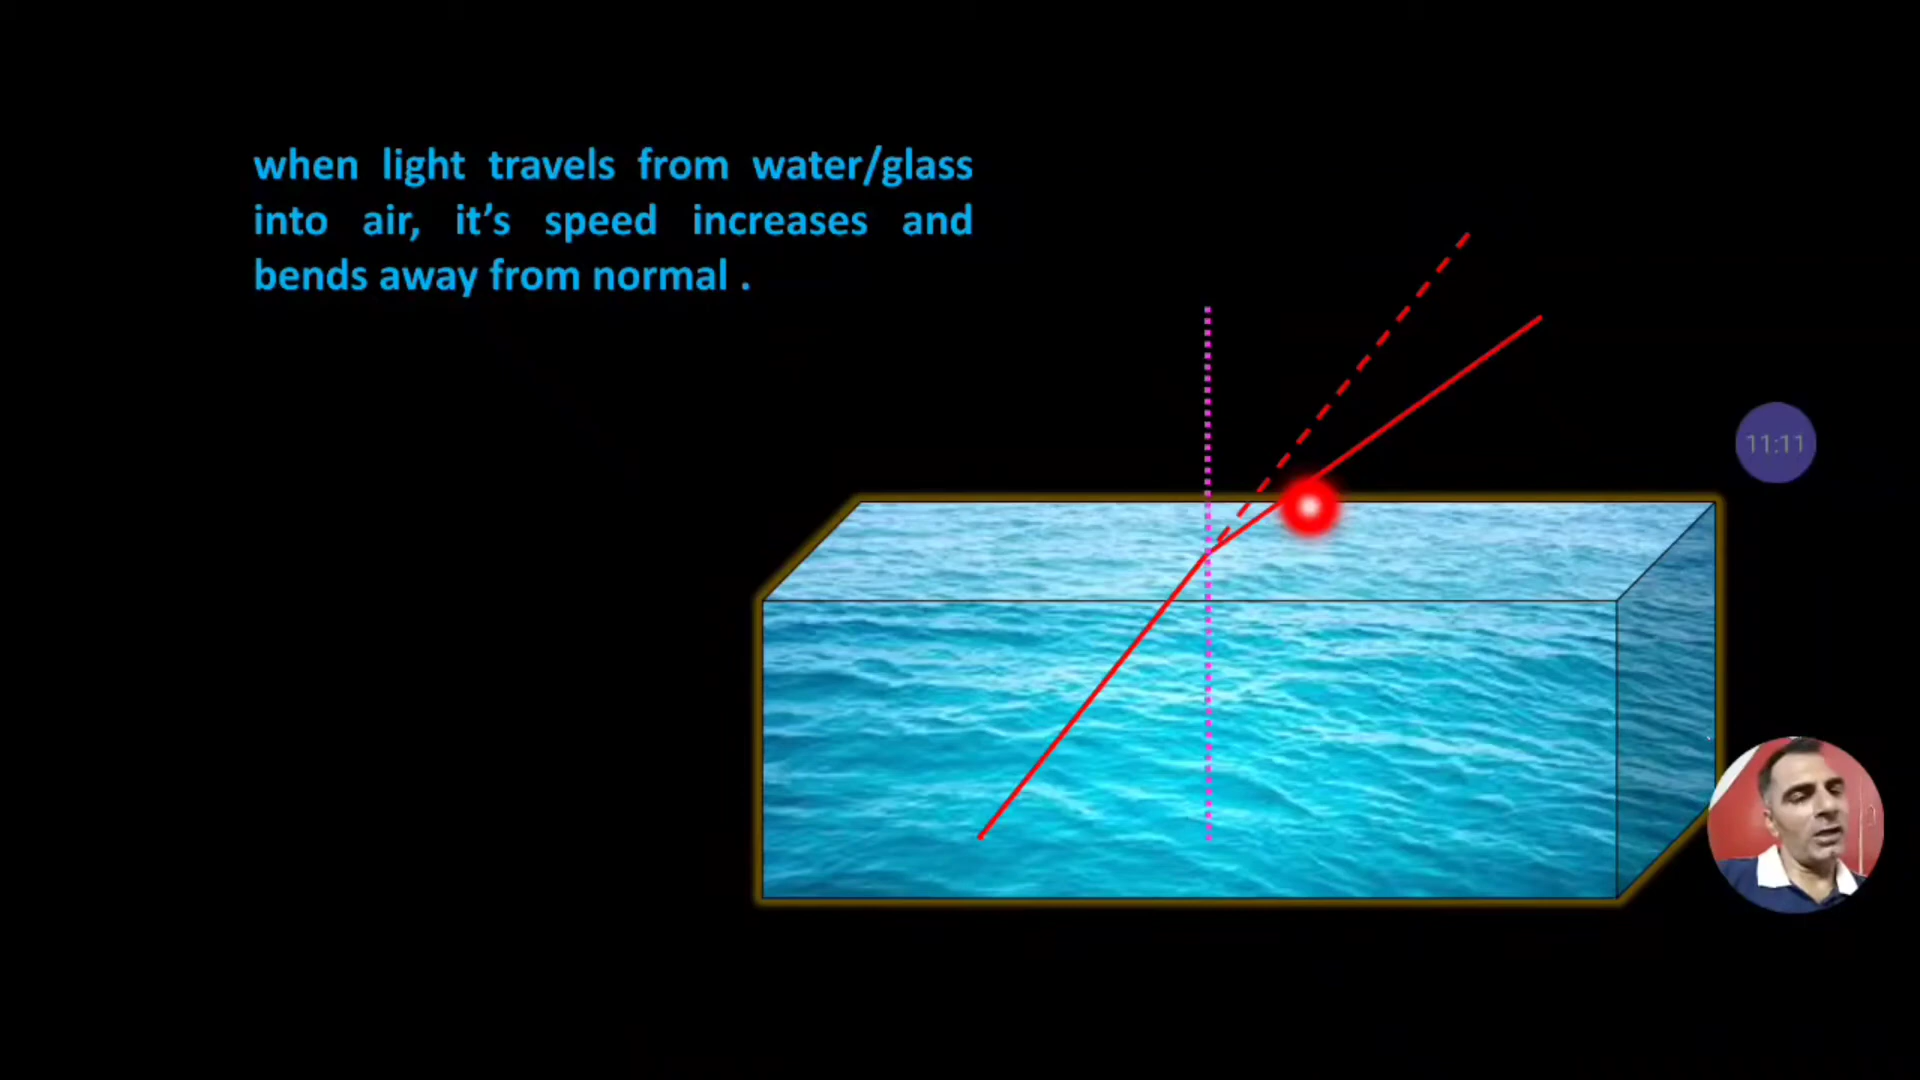 when light travels from water/glass
into air, it’s speed increases and
bends away from normal .
11:11